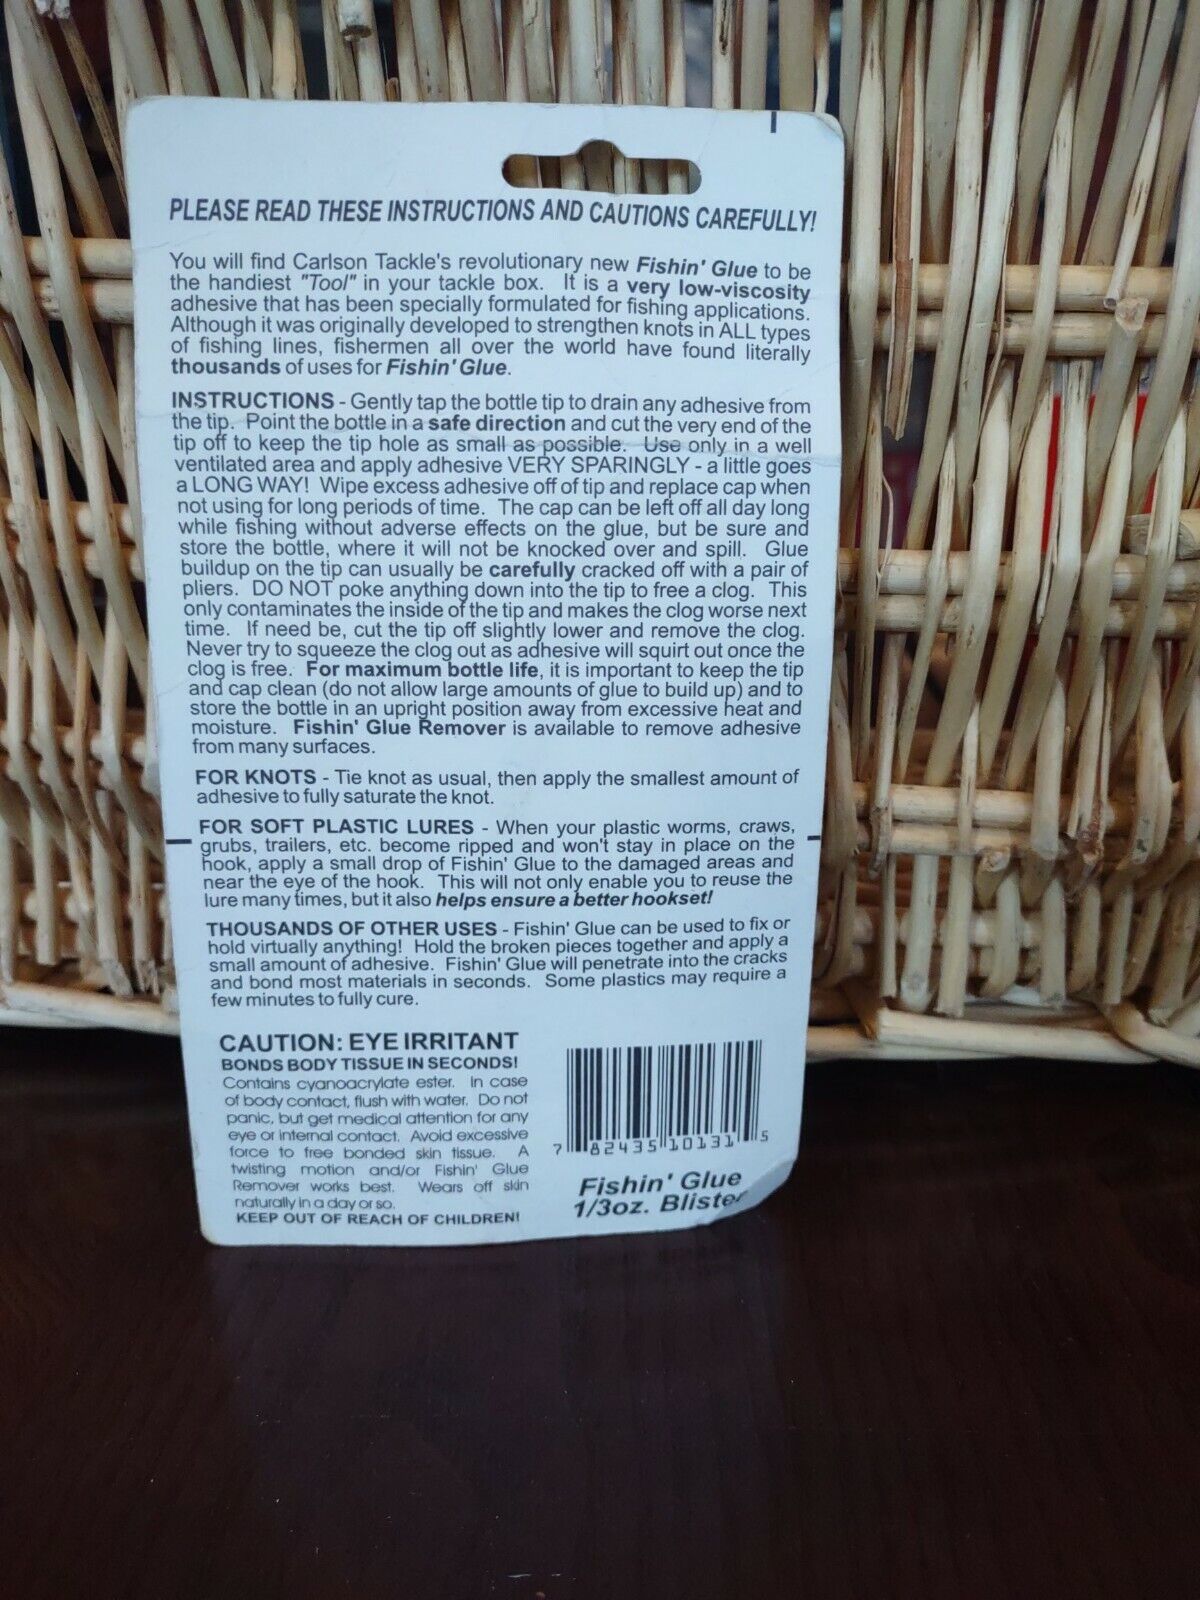 PLEASE READ THESE INSTRUCTIONS AND CAUTIONS CAREFULLY!
You will find Carlson Tackle's revolutionary new Fishin' Glue to be
the handiest "Tool" in your tackle box. It is a very low-viscosity
adhesive that has been specially formulated for fishing applications.
Although it was originally developed to strengthen knots in ALL types
of fishing lines, fishermen all over the world have found literally
thousands of uses for Fishin' Glue.
INSTRUCTIONS - Gently tap the bottle tip to drain any adhesive from
the tip. Point the bottle in a safe direction and cut the very end of the
tip off to keep the tip hole as small as possible. Use only in a well
ventilated area and apply adhesive VERY SPARINGLY - a little goes
a LONG WAY! Wipe excess adhesive off of tip and replace cap when
not using for long periods of time. The cap can be left off all day long
while fishing without adverse effects on the glue, but be sure and
store the bottle, where it will not be knocked over and spill. Glue
buildup on the tip can usually be carefully cracked off with a pair of
pliers. DO NOT poke anything down into the tip to free a clog. This
only contaminates the inside of the tip and makes the clog worse next
time. If need be, cut the tip off slightly lower and remove the clog.
Never try to squeeze the clog out as adhesive will squirt out once the
clog is free. For maximum bottle life, it is important to keep the tip
and cap clean (do not allow large amounts of glue to build up) and to
store the bottle in an upright position away from excessive heat and
moisture. Fishin' Glue Remover is available to remove adhesive
from many surfaces.
FOR KNOTS - Tie knot as usual, then apply the smallest amount of
adhesive to fully saturate the knot.
FOR SOFT PLASTIC LURES - When your plastic worms, craws,
grubs, trailers, etc. become ripped and won't stay in place on the
hook, apply a small drop of Fishin' Glue to the damaged areas and
near the eye of the hook. This will not only enable you to reuse the
lure many times, but it also helps ensure a better hookset!
THOUSANDS OF OTHER USES - Fishin' Glue can be used to fix or
hold virtually anything! Hold the broken pieces together and apply a
small amount of adhesive. Fishin' Glue will penetrate into the cracks
and bond most materials in seconds. Some plastics may require a
few minutes to fully cure.
CAUTION: EYE IRRITANT
BONDS BODY TISSUE IN SECONDS!
Contains cyanoacrylate ester. In case
of body contact, flush with water. Do not
panic, but get medical attention for any
eye or internal contact. Avoid excessive
force to free bonded skin tissue. A
twisting motion and/or Fishin' Glue
Remover works best. Wears off skin
naturally in a day or so.
KEEP OUT OF REACH OF CHILDREN!
7 82435 10131 5
Fishin' Glue
1/3oz. Blister